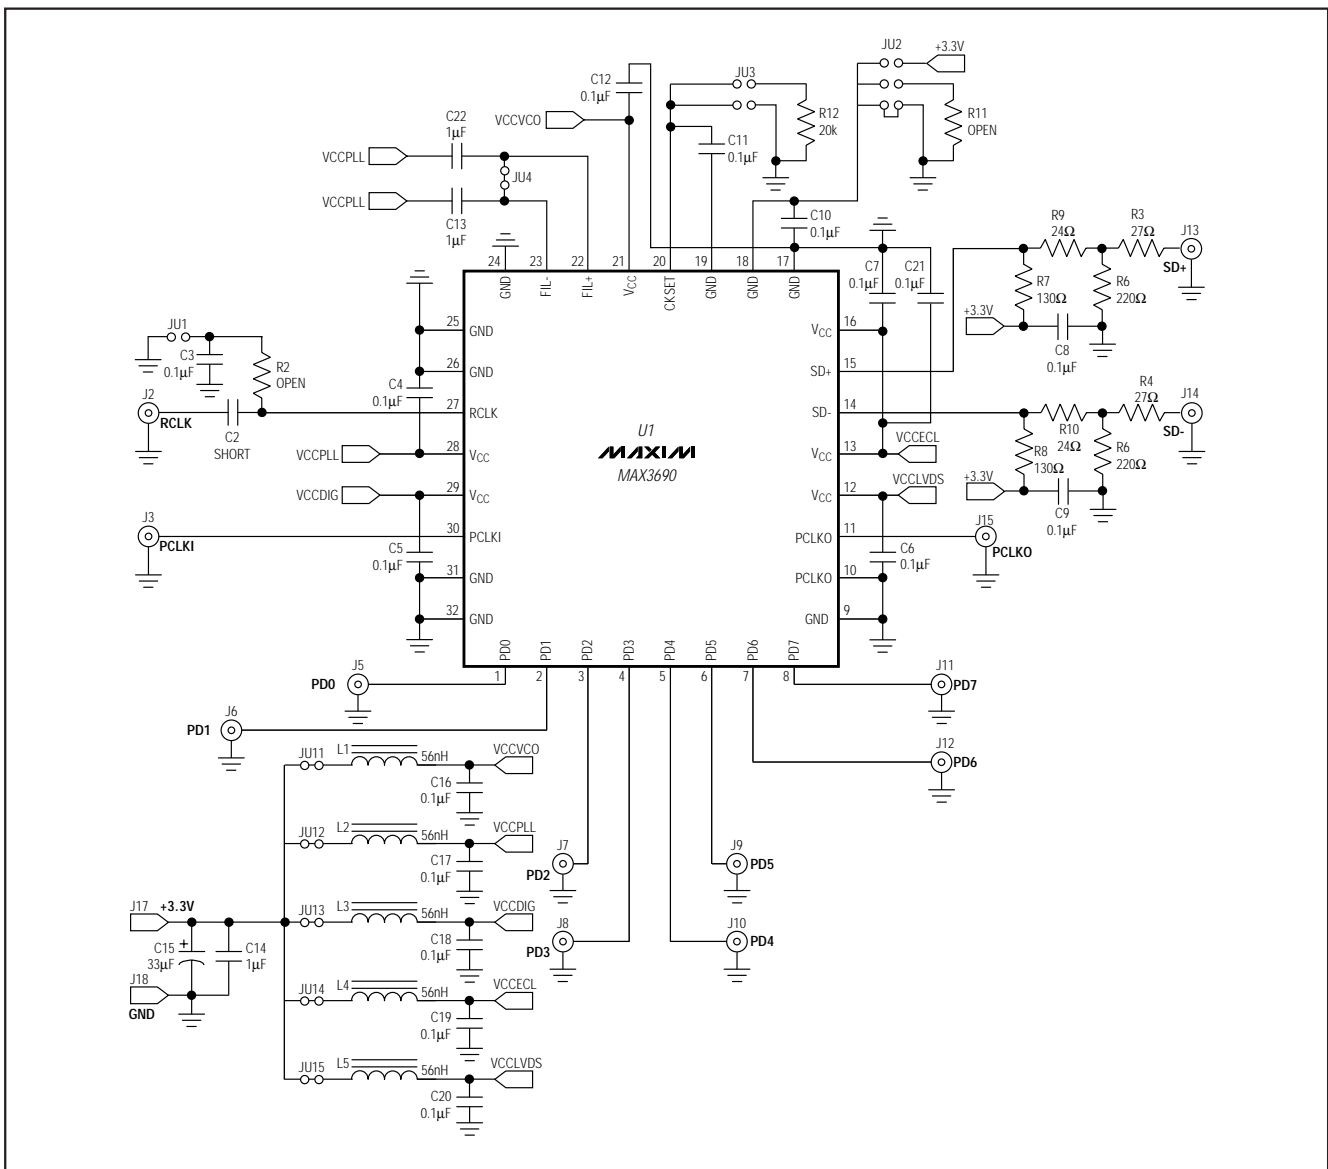 JU2
+3.3V
C12
0.1µF
JU3
R12
20k
R11
OPEN
VCCVCO
C22
1µF
C11
0.1µF
VCCPLL
JU4
VCCPLL
C13
1µF
C10
0.1µF
R9
24Ω
R3
27Ω
J13
SD+
24
23
22
21
20
19
18
17
GND
FIL-
FIL+
VCC
CKSET
GND
GND
GND
C7
0.1µF
C21
0.1µF
R7
130Ω
R6
220Ω
+3.3V
C8
0.1µF
JU1
C3
0.1µF
R2
OPEN
J2
RCLK
C2
SHORT
C4
0.1µF
25
GND
26
GND
27
RCLK
28
VCC
VCCPLL
29
VCC
VCCDIG
30
PCLKI
J3
PCLKI
C5
0.1µF
31
GND
32
GND
U1
MAXIM
MAX3690
16
VCC
15
SD+
14
SD-
13
VCC
VCCECL
12
VCC
VCCLVDS
11
PCLKO
10
PCLKO
9
GND
C6
0.1µF
J15
PCLKO
R4
27Ω
J14
SD-
R10
24Ω
R8
130Ω
R6
220Ω
+3.3V
C9
0.1µF
PD0
PD1
PD2
PD3
PD4
PD5
PD6
PD7
1
2
3
4
5
6
7
8
J5
PD0
J6
PD1
J11
PD7
J12
PD6
J7
PD2
J8
PD3
J9
PD5
J10
PD4
JU11
L1
56nH
VCCVCO
C16
0.1µF
JU12
L2
56nH
VCCPLL
C17
0.1µF
J17
+3.3V
JU13
L3
56nH
VCCDIG
C18
0.1µF
C15
+
33µF
C14
1µF
J18
GND
JU14
L4
56nH
VCCECL
C19
0.1µF
JU15
L5
56nH
VCCLVDS
C20
0.1µF